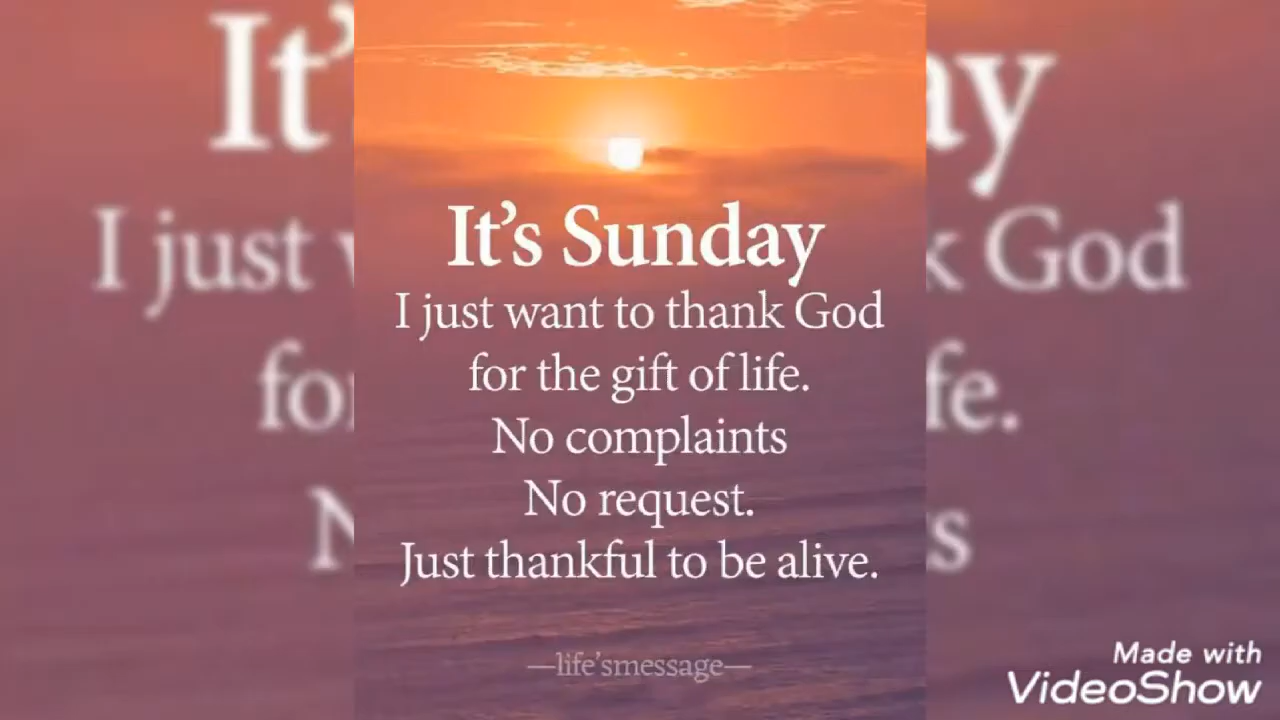 It's Sunday
I just want to thank God
for the gift of life.
No complaints
No request.
Just thankful to be alive.
—life'smessage—
Made with
VideoShow